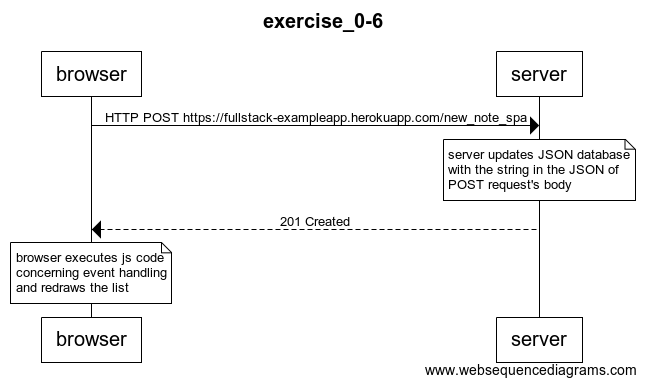 exercise_0-6
browser
server
HTTP POST https://fullstack-exampleapp.herokuapp.com/new_note_spa
server updates JSON database
with the string in the JSON of
POST request's body
201 Created
browser executes js code
concerning event handling
and redraws the list
browser
server
www.websequencediagrams.com